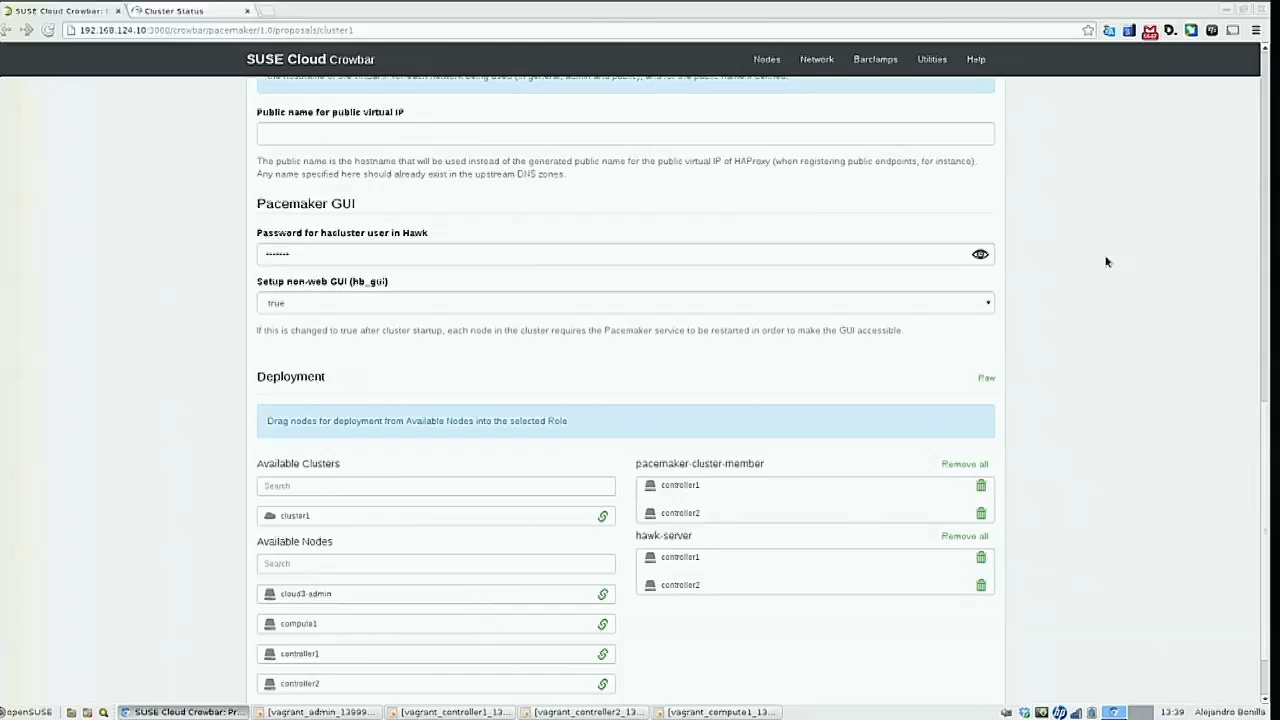 SUSE Cloud Crowbar:
Cluster Status
192.168.124.10:3000/crowbar/pacemaker/1.0/proposals/cluster1
SUSE Cloud Crowbar
Nodes
Network
Barclamps
Utilities
Help
Public name for public virtual IP
The public name is the hostname that will be used instead of the generated public name for the public virtual IP of HAProxy (when registering public endpoints, for instance).
Any name specified here should already exist in the upstream DNS zones.
Pacemaker GUI
Password for hacluster user in Hawk
Setup non-web GUI (hb_gui)
true
If this is changed to true after cluster startup, each node in the cluster requires the Pacemaker service to be restarted in order to make the GUI accessible.
Deployment
Raw
Drag nodes for deployment from Available Nodes into the selected Role
Available Clusters
Search
cluster1
Available Nodes
Search
cloud3-admin
compute1
controller1
controller2
pacemaker-cluster-member
Remove all
controller1
controller2
hawk-server
Remove all
controller1
controller2
openSUSE
SUSE Cloud Crowbar: Pr...
[vagrant_admin_13999...
[vagrant_controller1_13...
[vagrant_controller2_13...
[vagrant_compute1_13...
13:39
Alejandro Bonilla